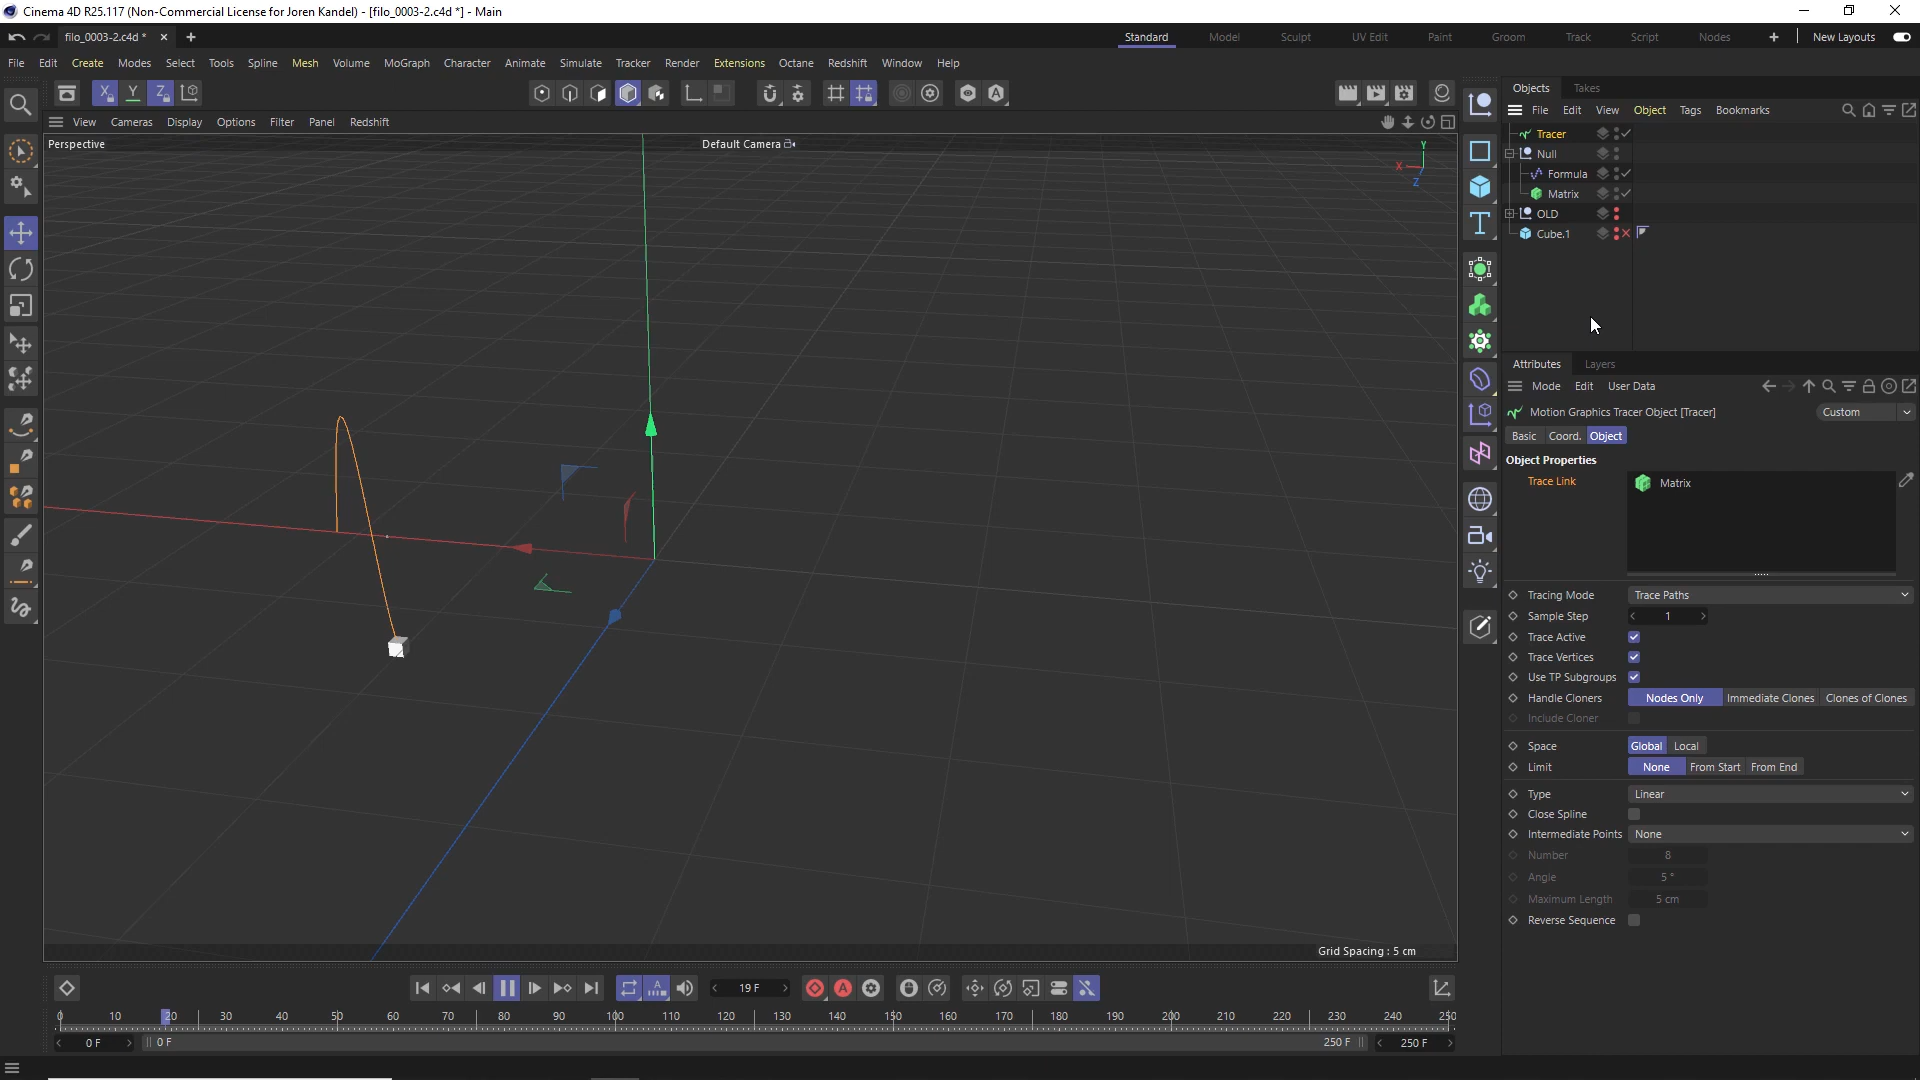 Cinema 4D R25.117 (Non-Commercial License for Joren Kandel) - [filo_0003-2.c4d *] - Main
filo_0003-2.c4d *
Standard Model Sculpt UV Edit Paint Groom Track Script Nodes New Layouts
File Edit Create Modes Select Tools Spline Mesh Volume MoGraph Character Animate Simulate Tracker Render Extensions Octane Redshift Window Help
X Y Z
Objects Takes
File Edit View Object Tags Bookmarks
View Cameras Display Options Filter Panel Redshift
Perspective
Default Camera
Y
X
Z
Tracer
Null
Formula
Matrix
OLD
Cube.1
Attributes Layers
Mode Edit User Data
Motion Graphics Tracer Object [Tracer]
Custom
Basic Coord. Object
Object Properties
Trace Link
Matrix
Tracing Mode Trace Paths
Sample Step 1
Trace Active
Trace Vertices
Use TP Subgroups
Handle Cloners Nodes Only Immediate Clones Clones of Clones
Include Cloner
Space Global Local
Limit None From Start From End
Type Linear
Close Spline
Intermediate Points None
Number 8
Angle 5 °
Maximum Length 5 cm
Reverse Sequence
Grid Spacing : 5 cm
19 F
0 10 20 30 40 50 60 70 80 90 100 110 120 130 140 150 160 170 180 190 200 210 220 230 240 250
0 F 0 F 250 F 250 F